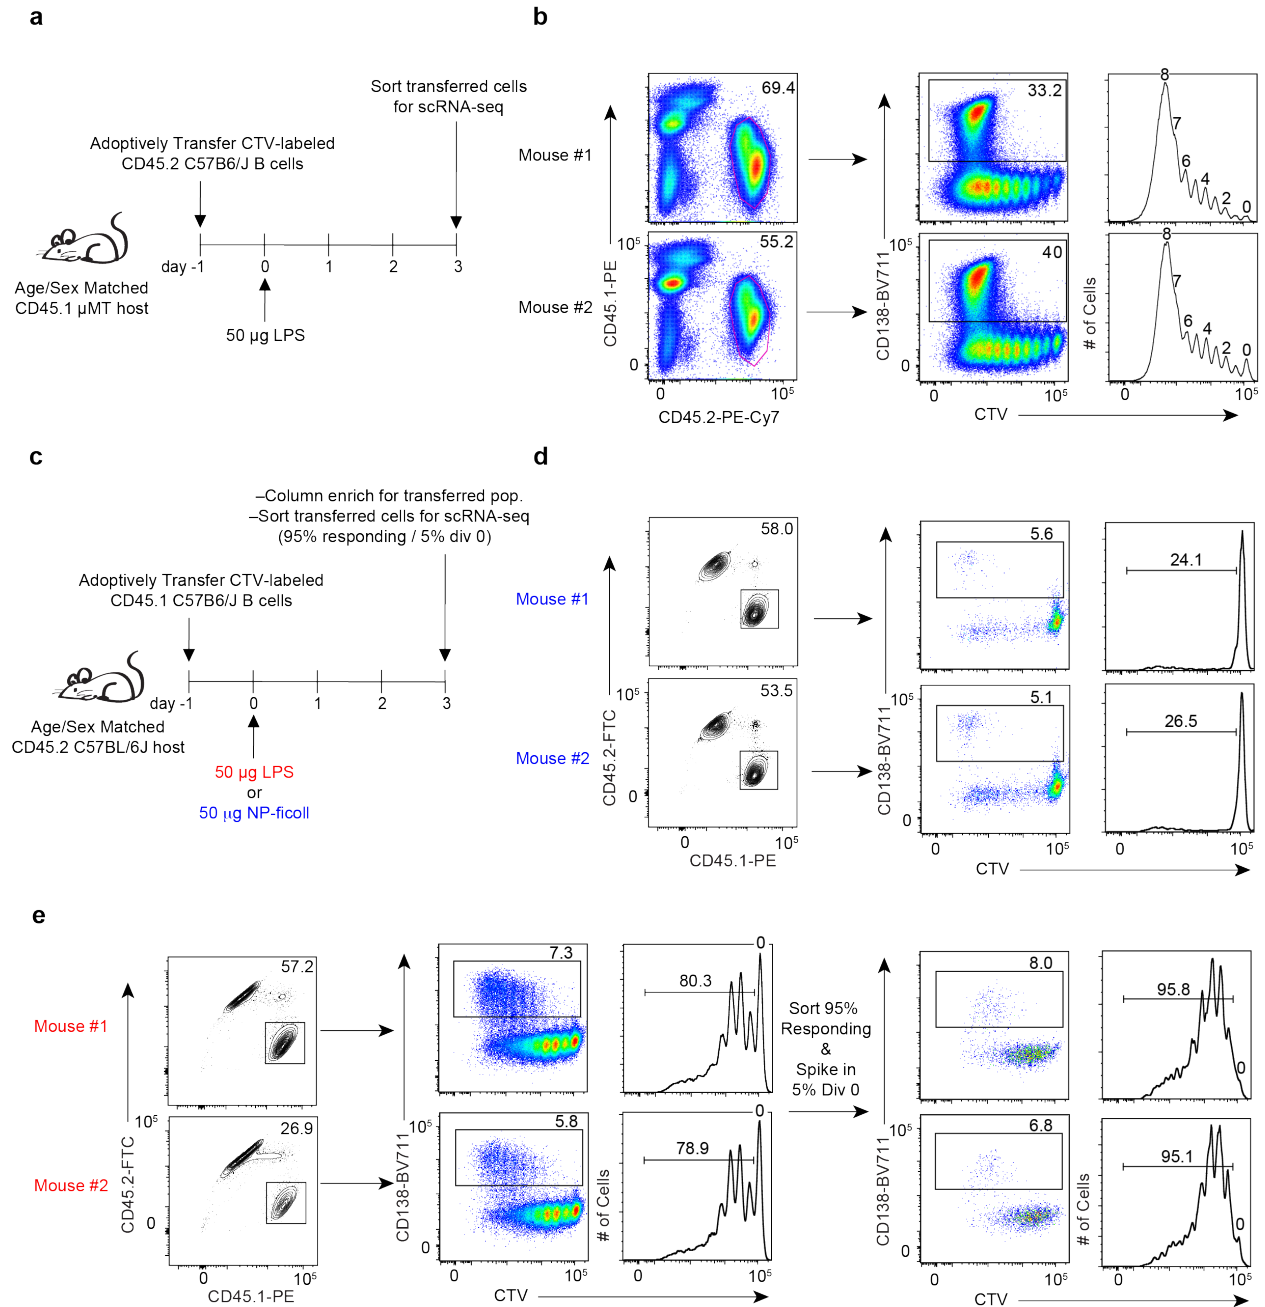 a
Sort transferred cells
for scRNA-seq
Adoptively Transfer CTV-labeled
CD45.2 C57B6/J B cells
day -1
0
1
2
3
Age/Sex Matched
CD45.1 µMT host
50 µg LPS
b
Mouse #1
69.4
33.2
8
7
6
4
2
0
Mouse #2
10⁵
55.2
0
CD45.1-PE
0
10⁵
CD45.2-PE-Cy7
10⁵
40
0
CD138-BV711
0
10⁵
CTV
# of Cells
8
7
6
4
2
0
0
10⁵
c
–Column enrich for transferred pop.
–Sort transferred cells for scRNA-seq
(95% responding / 5% div 0)
Adoptively Transfer CTV-labeled
CD45.1 C57B6/J B cells
day -1
0
1
2
3
Age/Sex Matched
CD45.2 C57BL/6J host
50 µg LPS
or
50 µg NP-ficoll
d
Mouse #1
58.0
5.6
24.1
Mouse #2
10⁵
53.5
0
CD45.2-FTC
0
10⁵
CD45.1-PE
10⁵
5.1
0
CD138-BV711
26.5
0
10⁵
CTV
0
10⁵
e
Mouse #1
57.2
7.3
80.3
0
Sort 95%
Responding
&
Spike in
5% Div 0
8.0
95.8
0
Mouse #2
10⁵
26.9
0
CD45.2-FTC
0
10⁵
CD45.1-PE
10⁵
5.8
0
CD138-BV711
# of Cells
78.9
0
0
10⁵
CTV
0
10⁵
10⁵
6.8
0
CD138-BV711
# of Cells
95.1
0
0
10⁵
CTV
0
10⁵